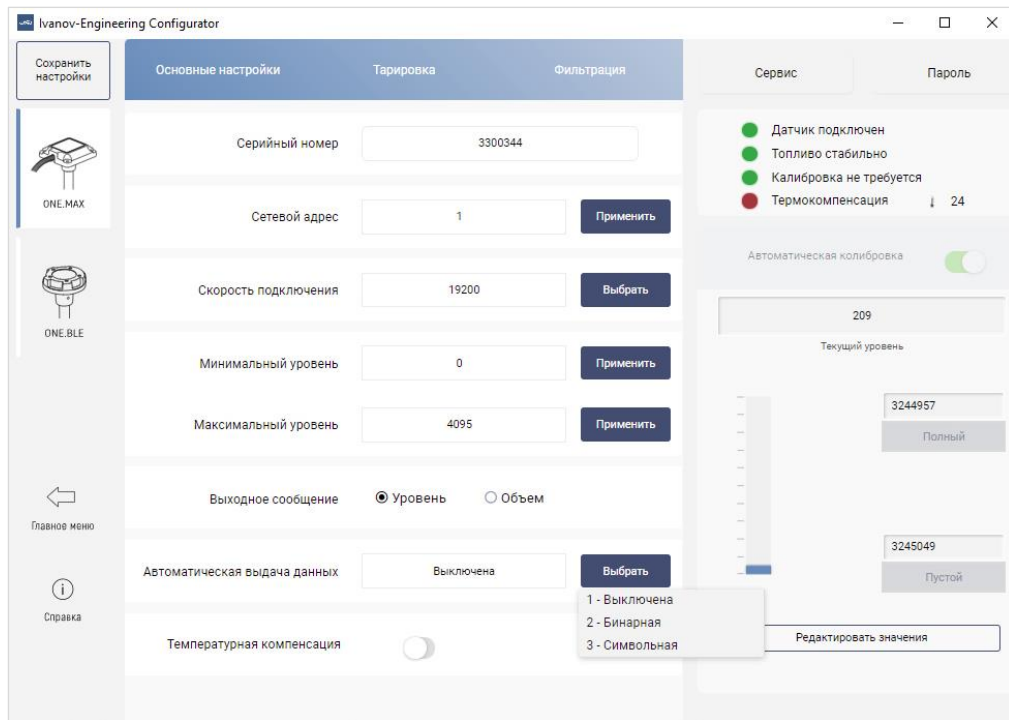 Ivanov-Engineering Configurator
Сохранить
настройки
Основные настройки
Тарировка
Фильтрация
Сервис
Пароль
ONE.MAX
ONE.BLE
Главное меню
Справка
Серийный номер
3300344
Сетевой адрес
1
Применить
Скорость подключения
19200
Выбрать
Минимальный уровень
0
Применить
Максимальный уровень
4095
Применить
Выходное сообщение
Уровень
Объем
Автоматическая выдача данных
Выключена
Выбрать
1 - Выключена
2 - Бинарная
3 - Символьная
Температурная компенсация
Датчик подключен
Топливо стабильно
Калибровка не требуется
Термокомпенсация
24
Автоматическая колибровка
209
Текущий уровень
3244957
Полный
3245049
Пустой
Редактировать значения